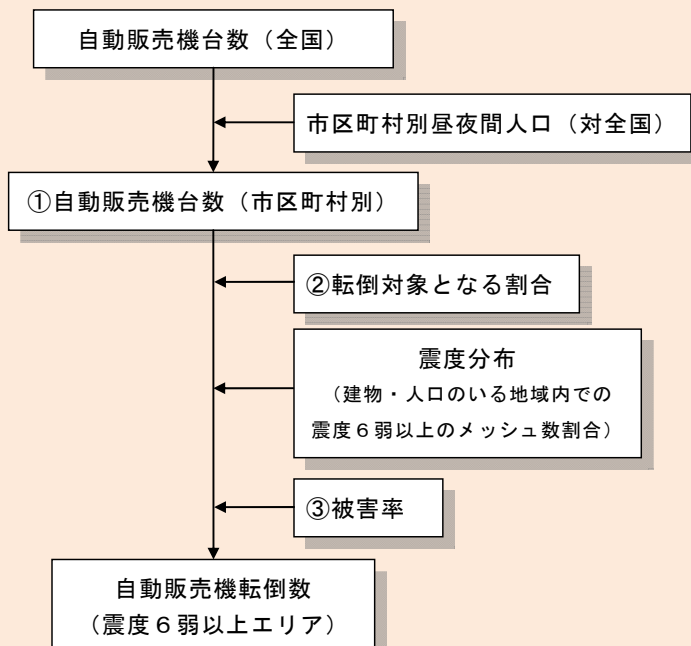 自動販売機台数（全国）
市区町村別昼夜間人口（対全国）
①自動販売機台数（市区町村別）
②転倒対象となる割合
震度分布
（建物・人口のいる地域内での
震度６弱以上のメッシュ数割合）
③被害率
自動販売機転倒数
（震度６弱以上エリア）